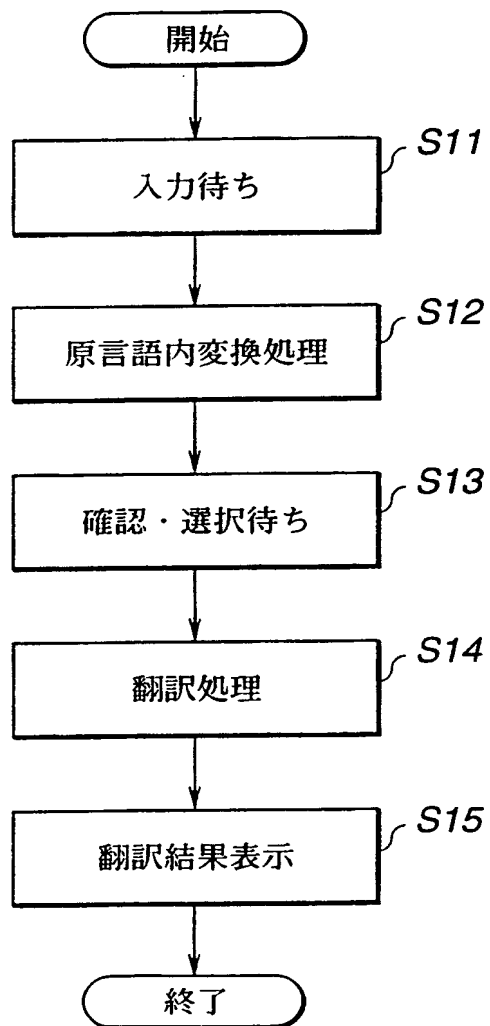 開始
S11
入力待ち
S12
原言語内変換処理
S13
確認・選択待ち
S14
翻訳処理
S15
翻訳結果表示
終了